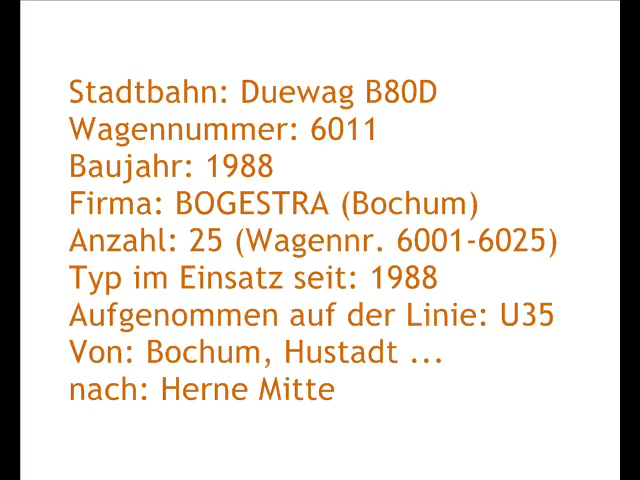 Stadtbahn: Duewag B80D
Wagennummer: 6011
Baujahr: 1988
Firma: BOGESTRA (Bochum)
Anzahl: 25 (Wagennr. 6001-6025)
Typ im Einsatz seit: 1988
Aufgenommen auf der Linie: U35
Von: Bochum, Hustadt ...
nach: Herne Mitte